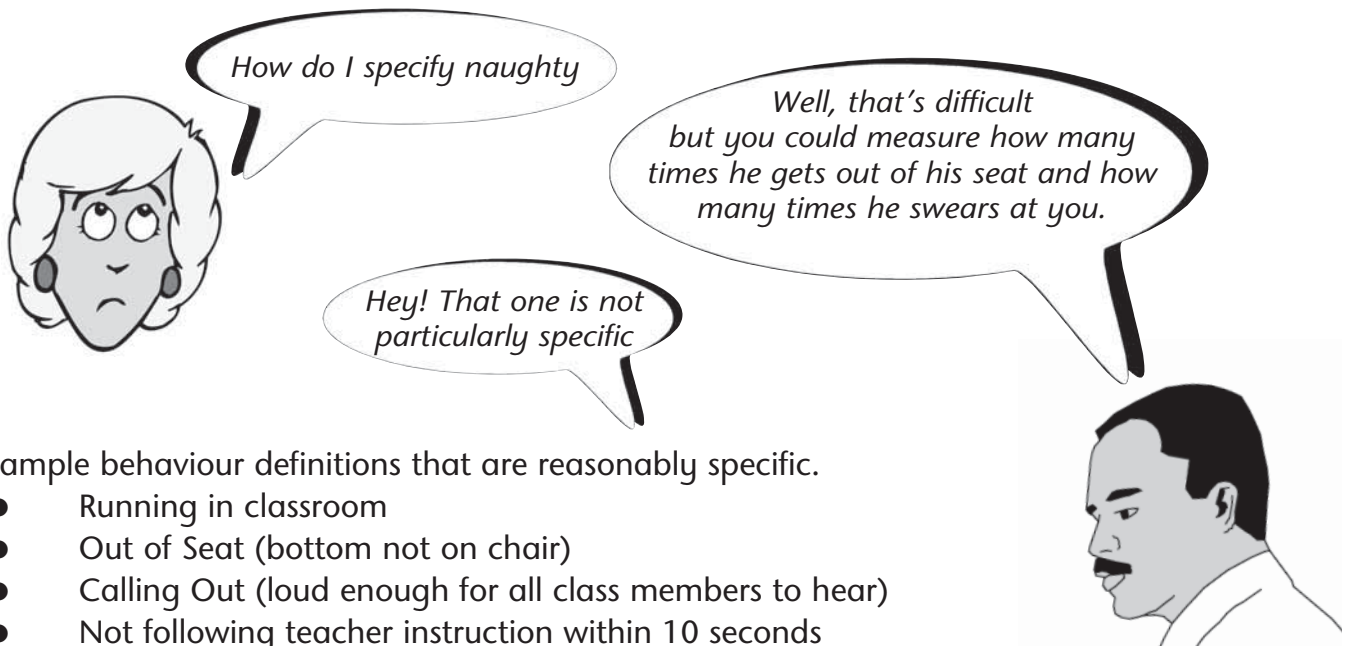 How do I specify naughty
Well, that's difficult
but you could measure how many
times he gets out of his seat and how
many times he swears at you.
Hey! That one is not
particularly specific
ample behaviour definitions that are reasonably specific.
● Running in classroom
● Out of Seat (bottom not on chair)
● Calling Out (loud enough for all class members to hear)
● Not following teacher instruction within 10 seconds